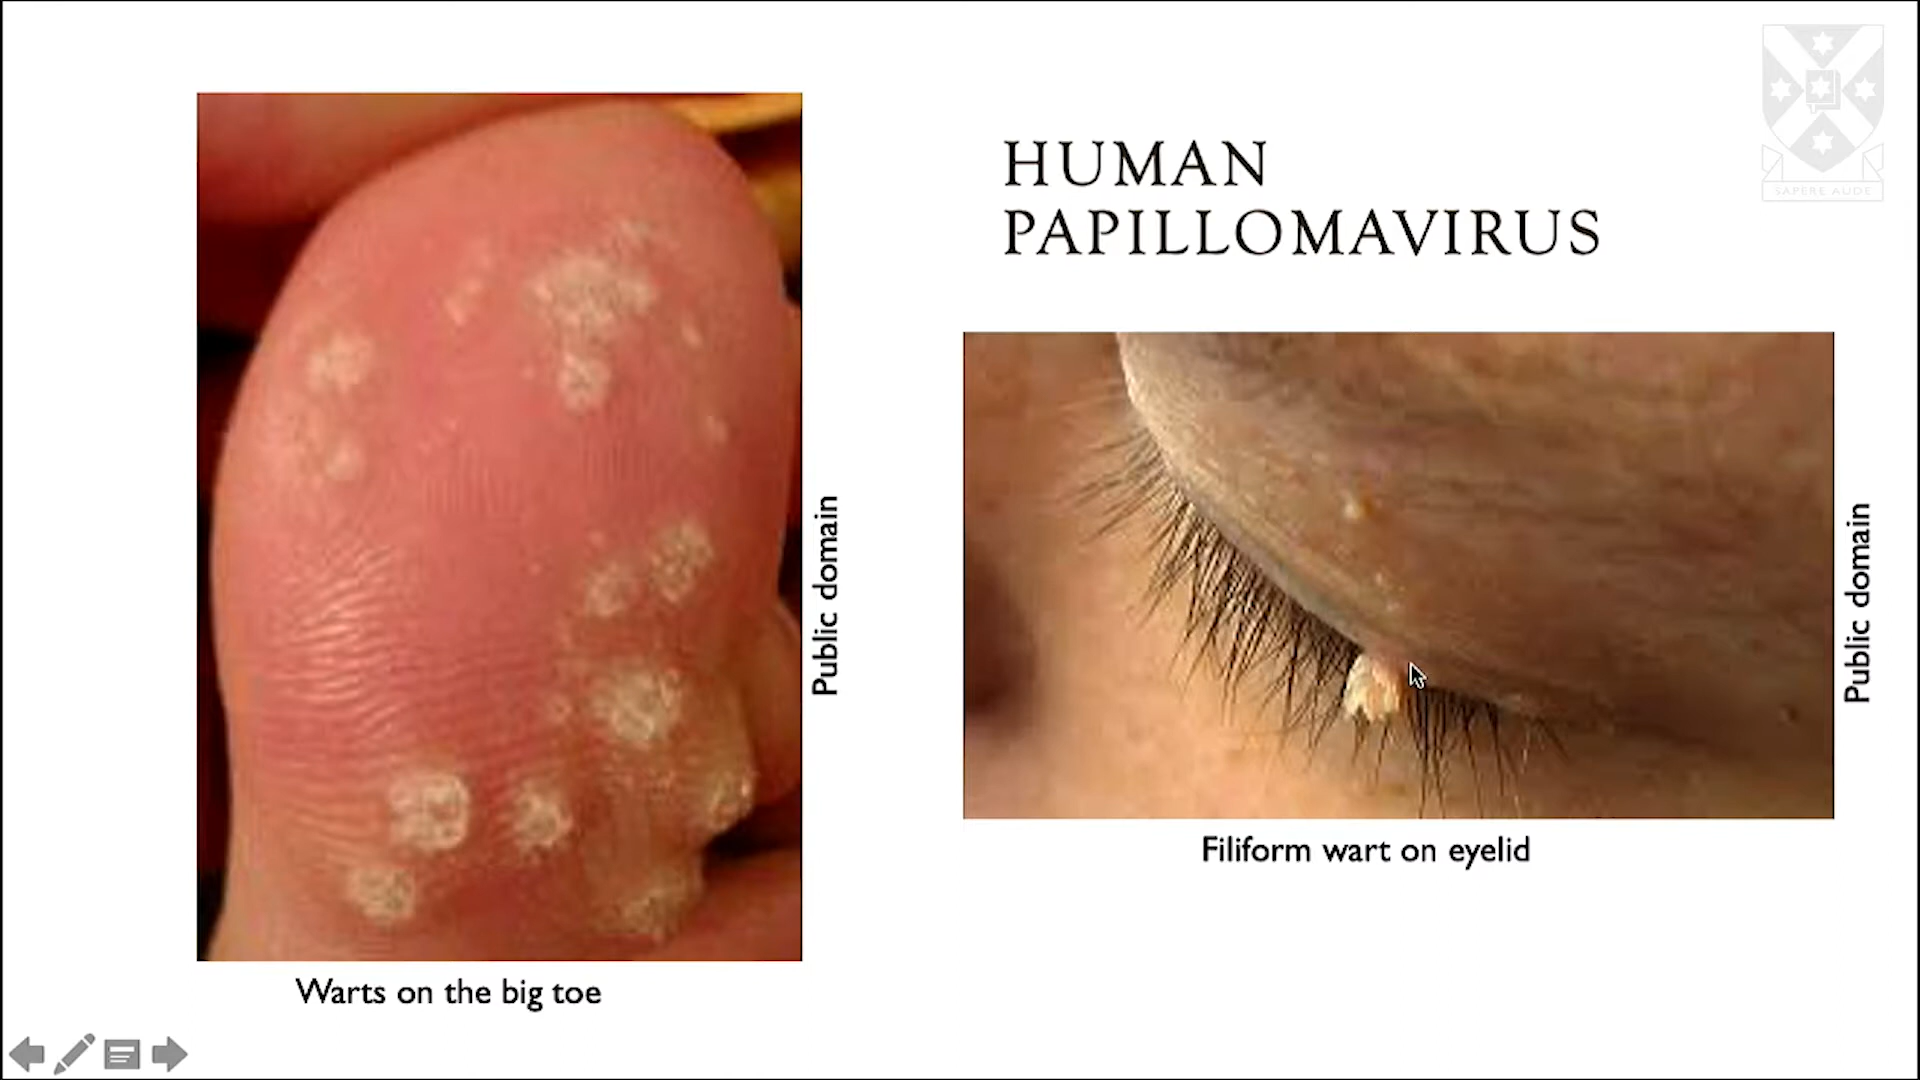 HUMAN
PAPILLOMAVIRUS
SAPERE AUDE
Public domain
Public domain
Filiform wart on eyelid
Warts on the big toe